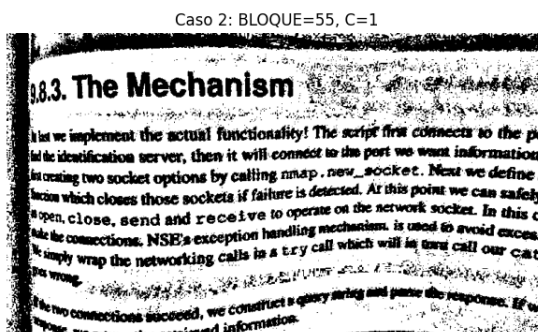 Caso 2: BLOQUE=55, C=1
9.8.3. The Mechanism
last we implement the actual functionality! The script first connects to the
the identification server, then it will connect to the port we want information
creating two socket options by calling nmap.new_socket. Next we define
which closes those sockets if failure is detected. At this point we can safely
open, close, send and receive to operate on the network socket. In this
the connections. NSE's exception handling mechanism. is used to avoid
simply wrap the networking calls in a try call which will in turn call our
wrong.
the two connections succeed, we construct a query string and parse the response. If
information.